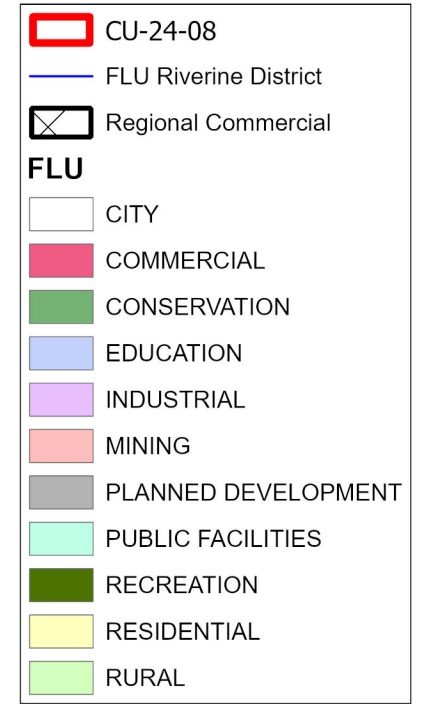 CU-24-08
FLU Riverine District
Regional Commercial
FLU
CITY
COMMERCIAL
CONSERVATION
EDUCATION
INDUSTRIAL
MINING
PLANNED DEVELOPMENT
PUBLIC FACILITIES
RECREATION
RESIDENTIAL
RURAL